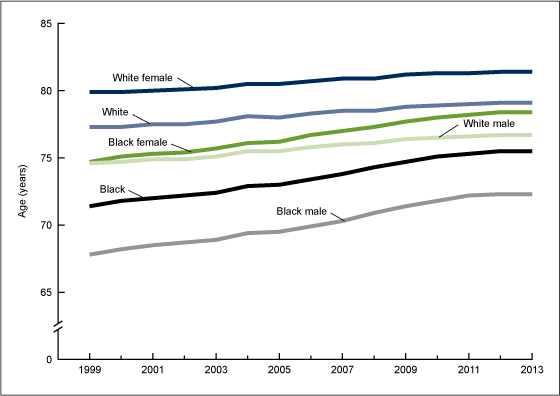 85
80
75
70
65
0
Age (years)
White female
White
Black female
White male
Black
Black male
1999 2001 2003 2005 2007 2009 2011 2013